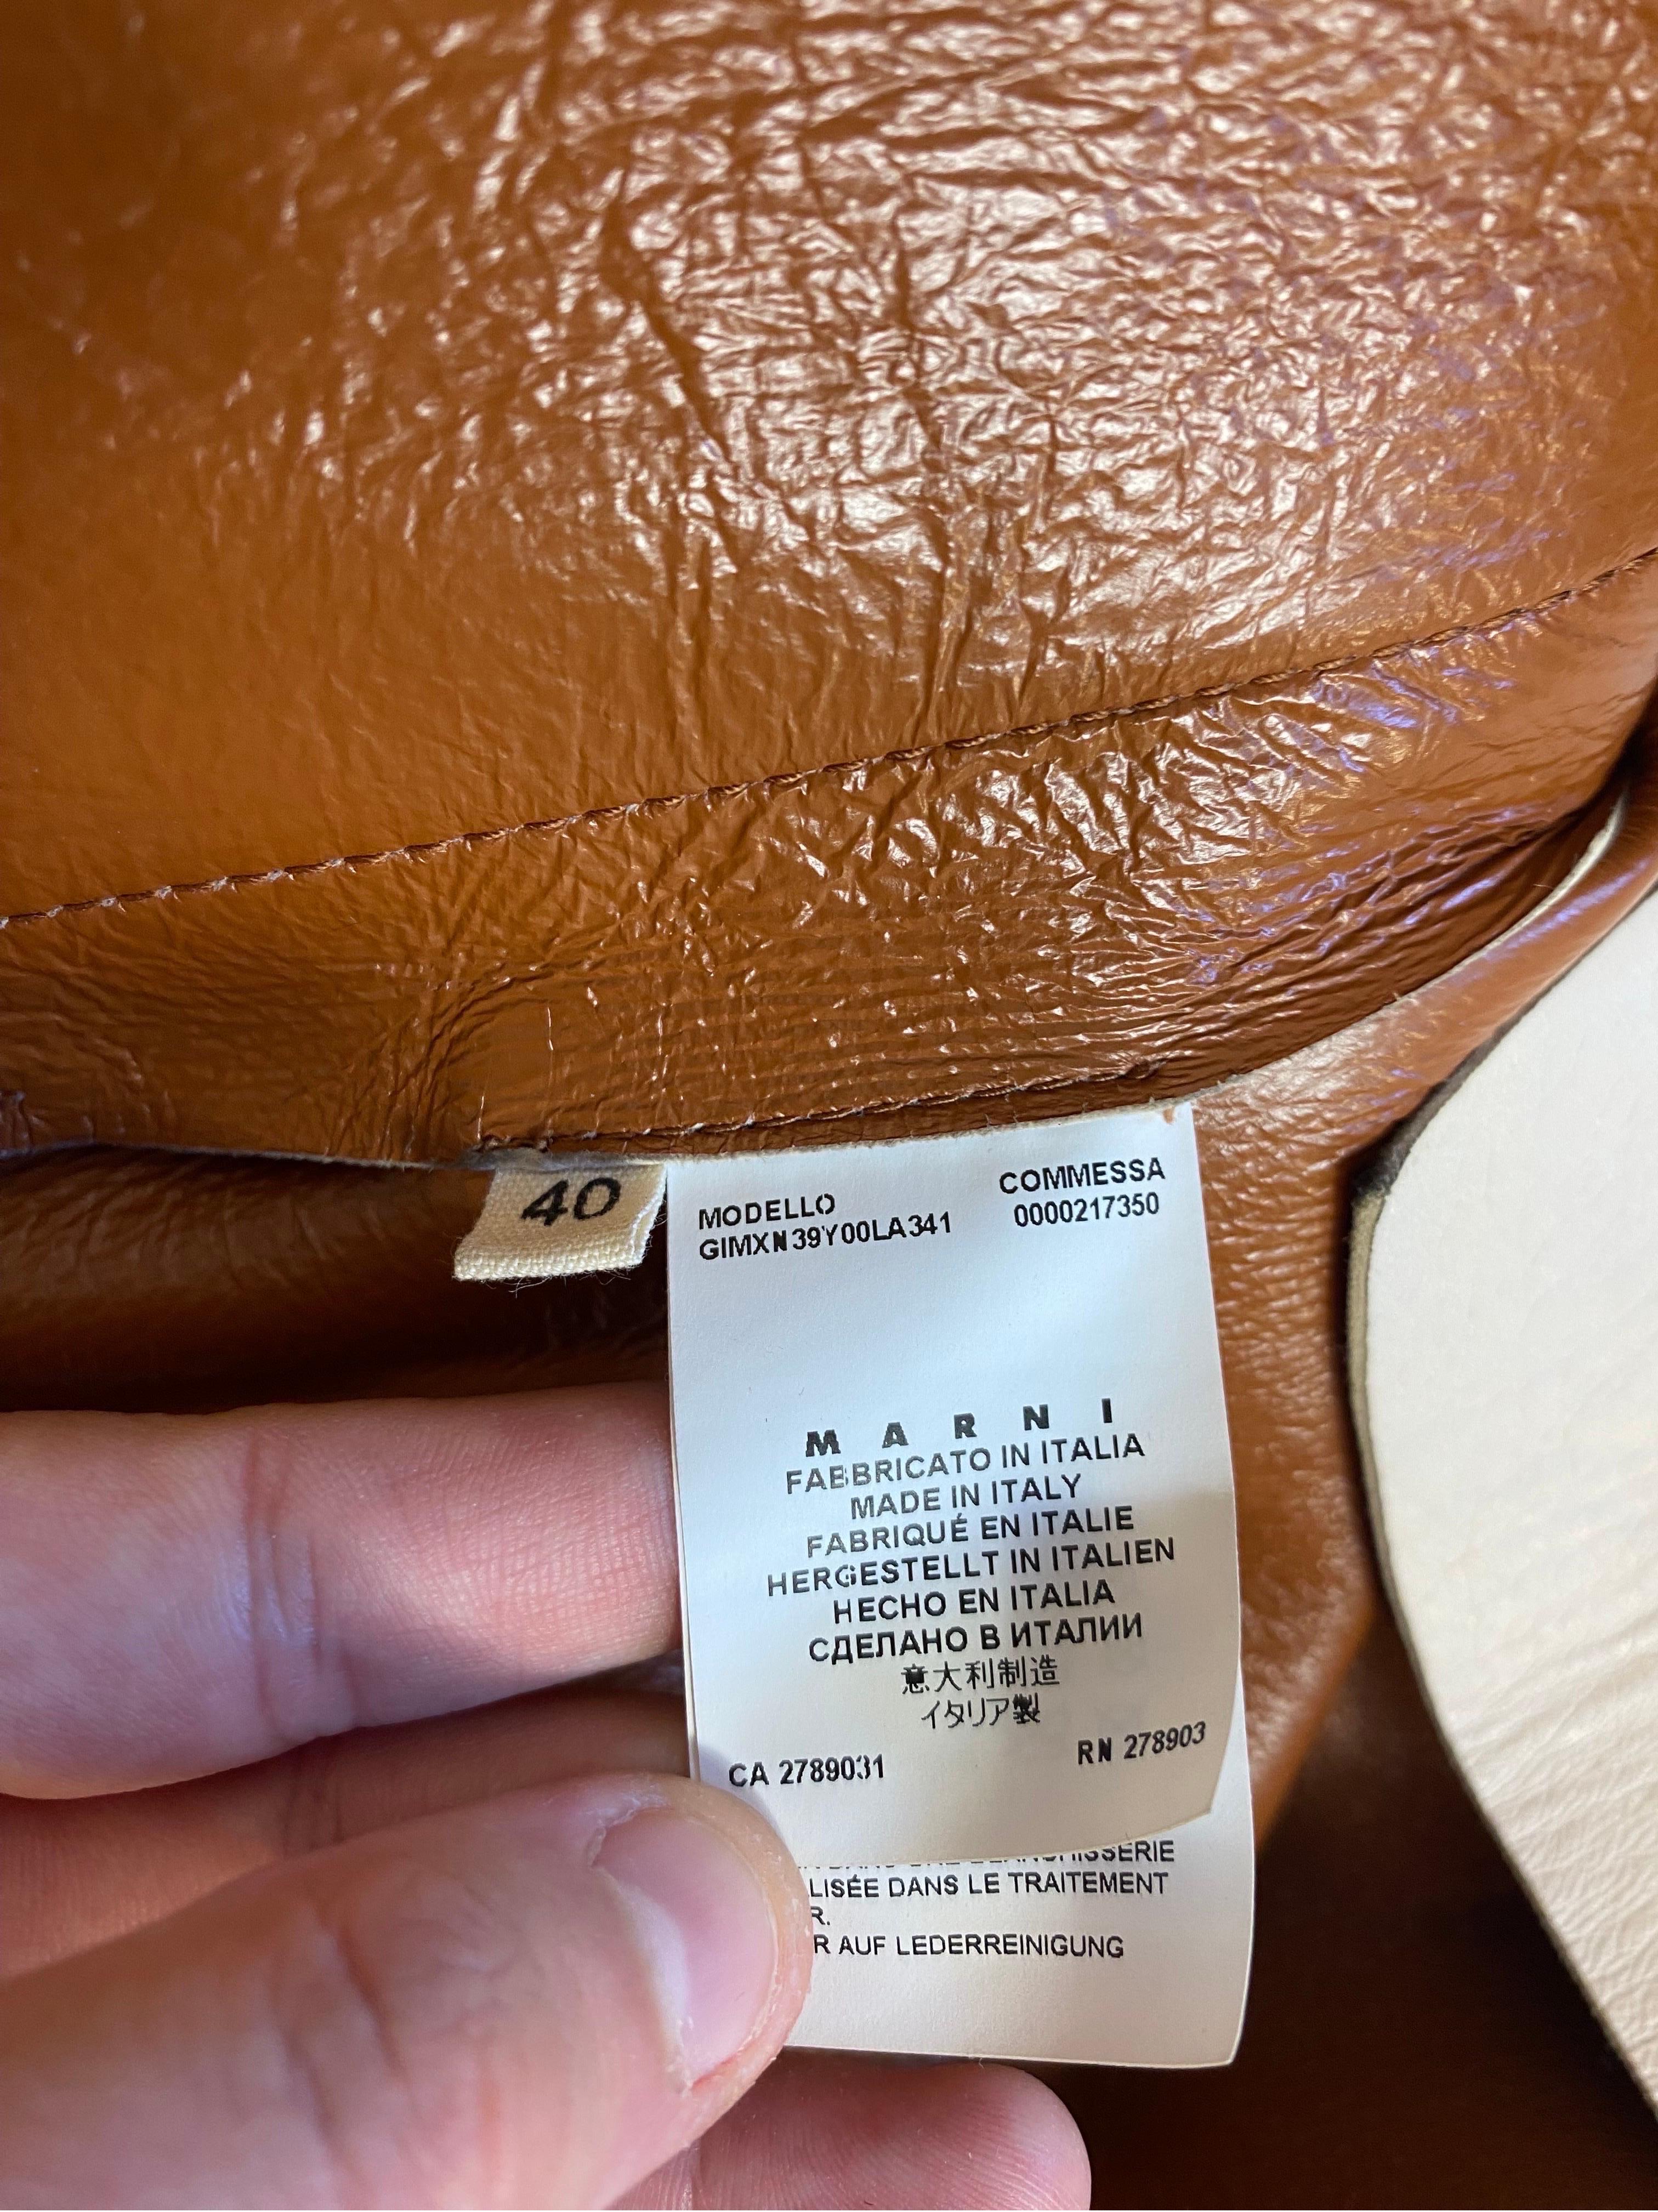 40
MODELLO
GIMXN39Y00LA341
COMMESSA
0000217350
MARNI
FABBRICATO IN ITALIA
MADE IN ITALY
FABRIQUÉ EN ITALIE
HERGESTELLT IN ITALIEN
HECHO EN ITALIA
СДЕЛАНО В ИТАЛИИ
意大利制造
イタリア製
CA 2789031
RN 278903
LISÉE DANS LE TRAITEMENT
R.
R AUF LEDERREINIGUNG